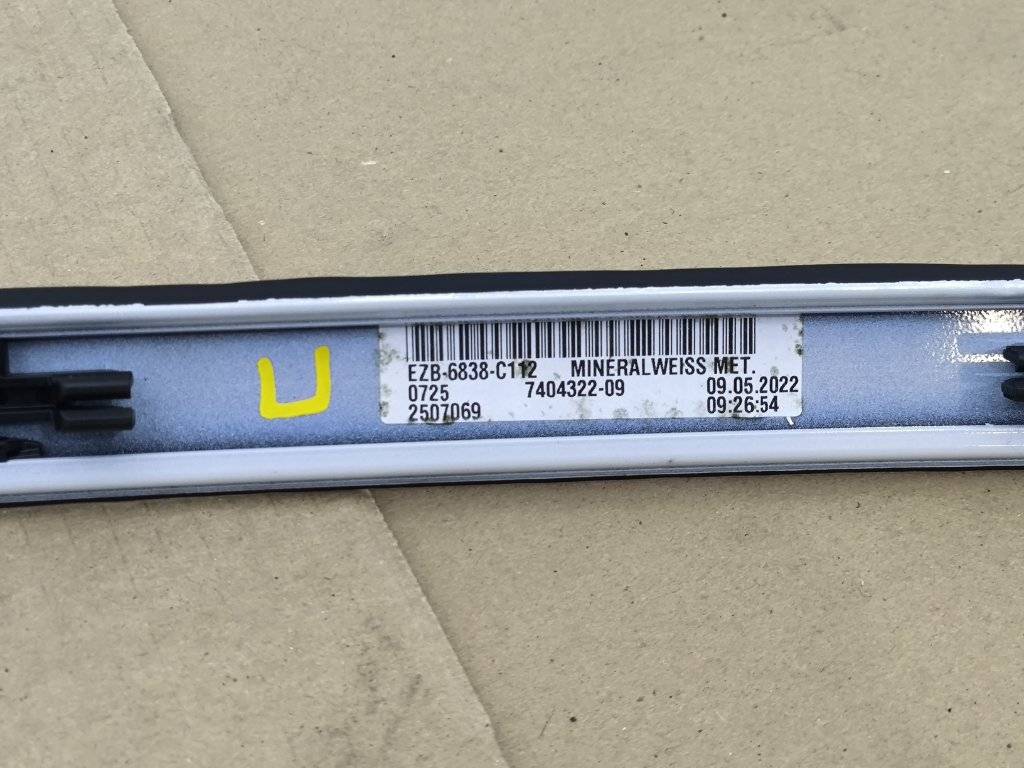 U
EZB-6838-C112 MINERALWEISS MET.
0725 7404322-09 09.05.2022
2507069 09:26:54